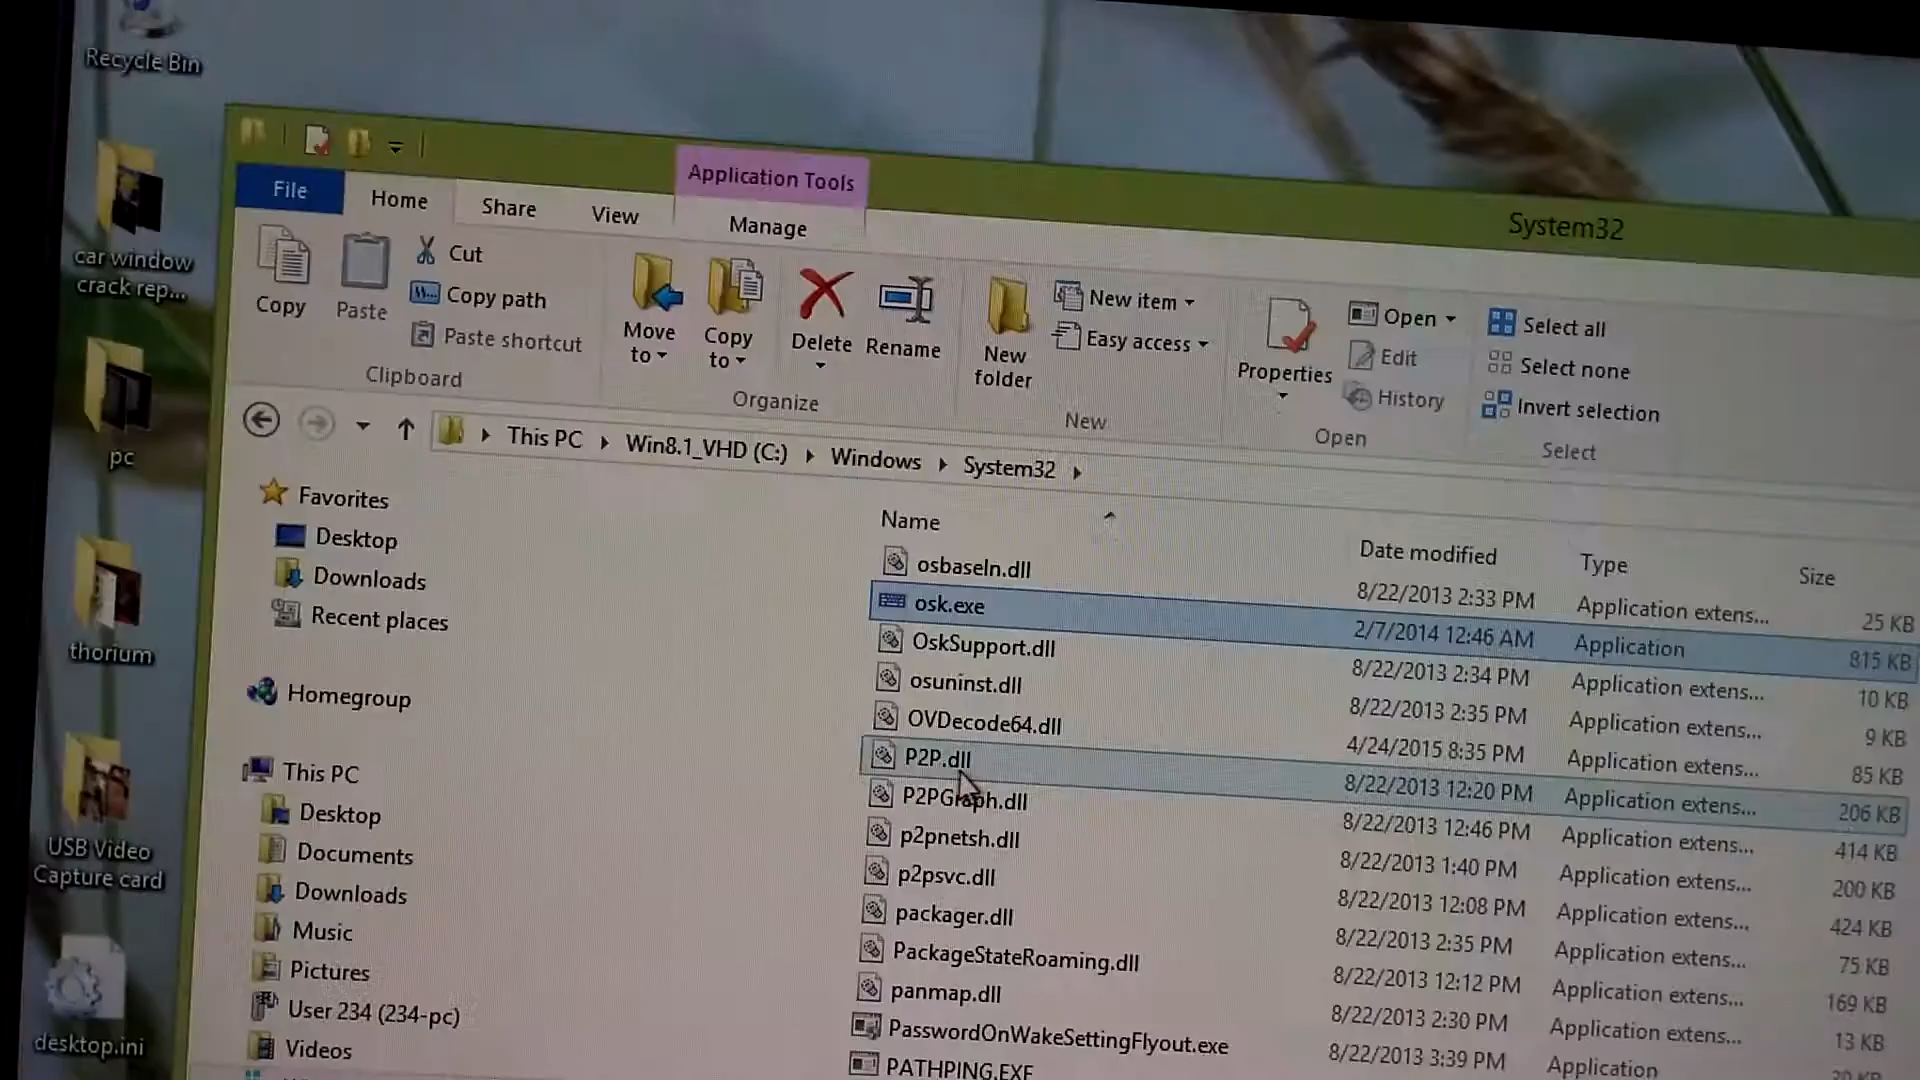 Recycle Bin
car window
crack rep...
pc
thorium
USB Video
Capture card
desktop.ini
System32
Application Tools
File
Home
Share
View
Manage
Copy
Paste
Cut
Copy path
Paste shortcut
Clipboard
Move
to
Copy
to
Delete
Rename
Organize
New
folder
New item
Easy access
New
Properties
Open
Edit
History
Open
Select all
Select none
Invert selection
Select
This PC
Win8.1_VHD (C:)
Windows
System32
Favorites
Desktop
Downloads
Recent places
Homegroup
This PC
Desktop
Documents
Downloads
Music
Pictures
User 234 (234-pc)
Videos
Name Date modified Type Size
osbaseln.dll 8/22/2013 2:33 PM Application extens... 25 KB
osk.exe 2/7/2014 12:46 AM Application 815 KB
OskSupport.dll 8/22/2013 2:34 PM Application extens... 10 KB
osuninst.dll 8/22/2013 2:35 PM Application extens... 9 KB
OVDecode64.dll 4/24/2015 8:35 PM Application extens... 85 KB
P2P.dll 8/22/2013 12:20 PM Application extens... 206 KB
P2PGraph.dll 8/22/2013 12:46 PM Application extens... 414 KB
p2pnetsh.dll 8/22/2013 1:40 PM Application extens... 200 KB
p2psvc.dll 8/22/2013 12:08 PM Application extens... 424 KB
packager.dll 8/22/2013 2:35 PM Application extens... 75 KB
PackageStateRoaming.dll 8/22/2013 12:12 PM Application extens... 169 KB
panmap.dll 8/22/2013 2:30 PM Application extens... 13 KB
PasswordOnWakeSettingFlyout.exe 8/22/2013 3:39 PM Application
PATHPING.EXE